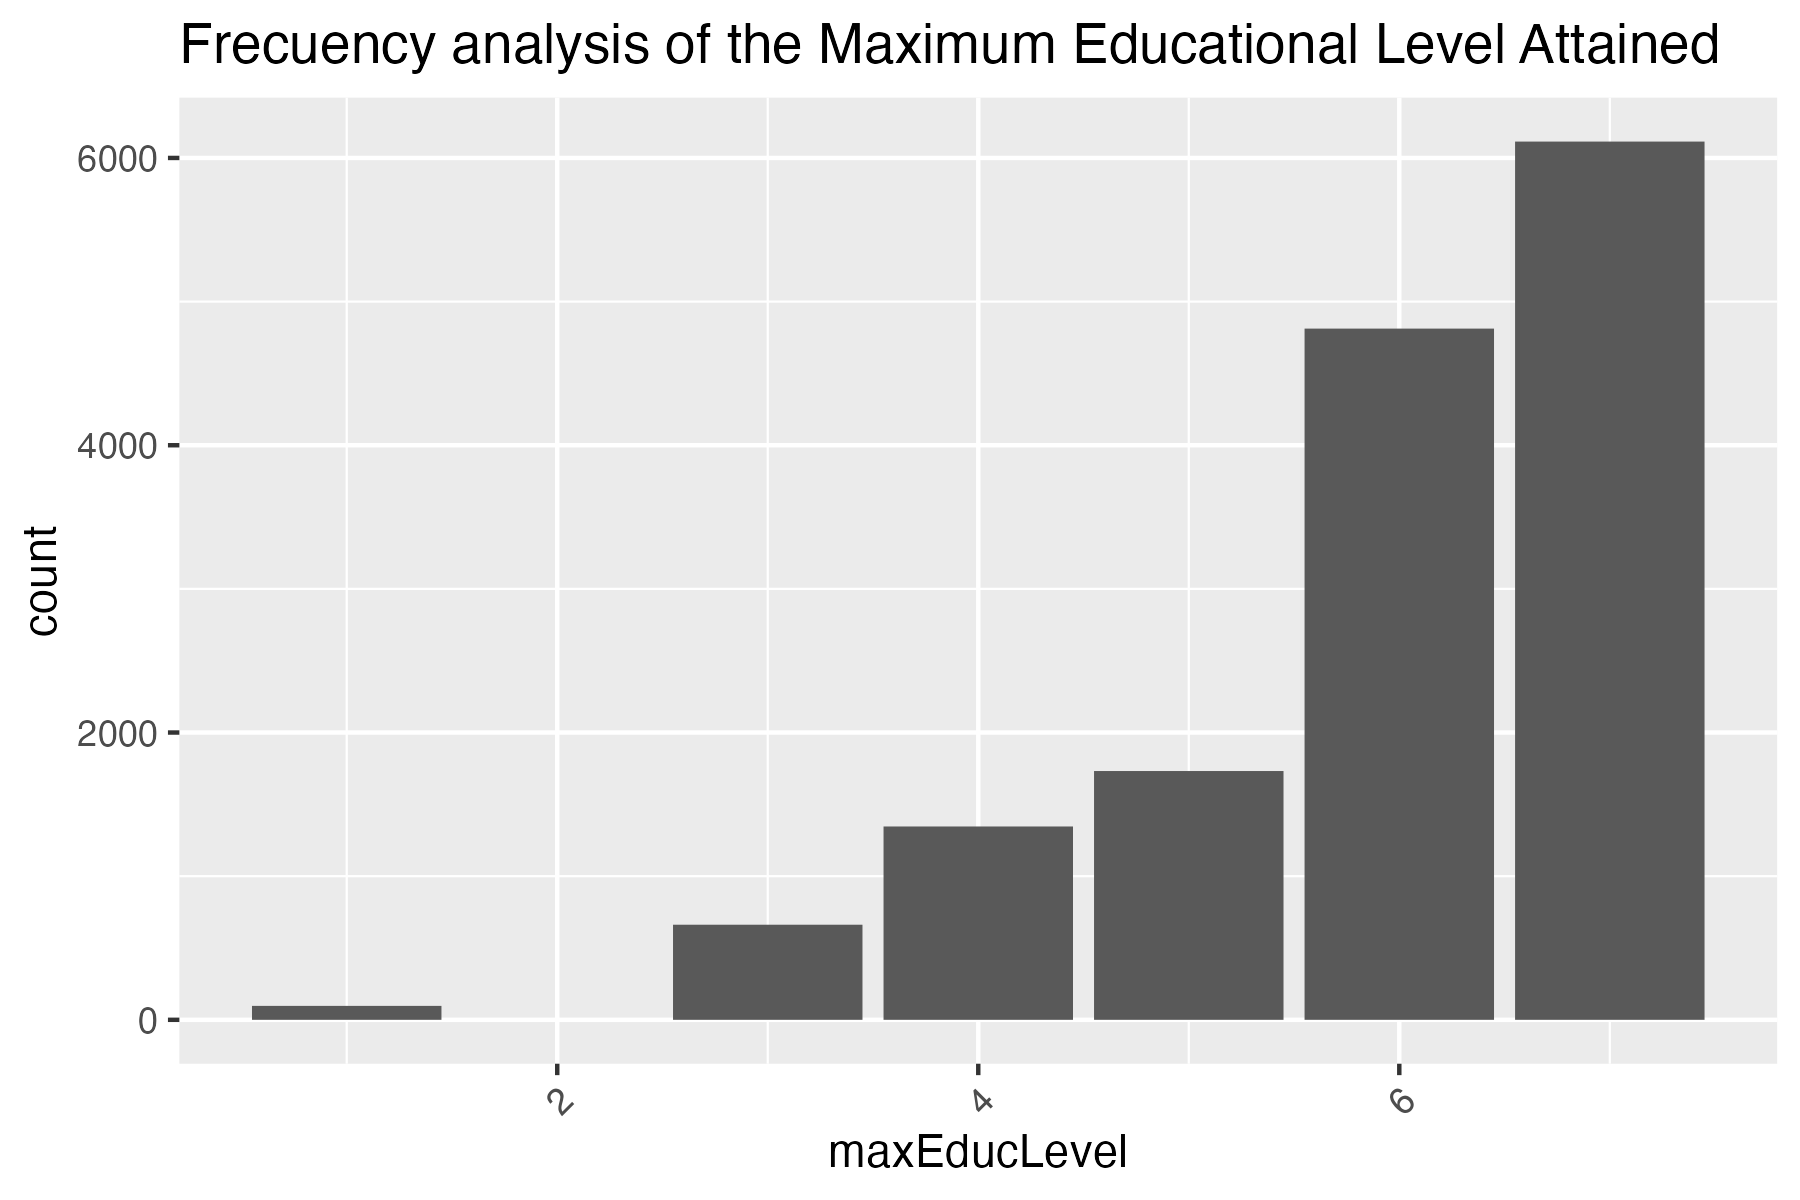 Frecuency analysis of the Maximum Educational Level Attained
6000
4000
2000
0
count
2
4
6
maxEducLevel